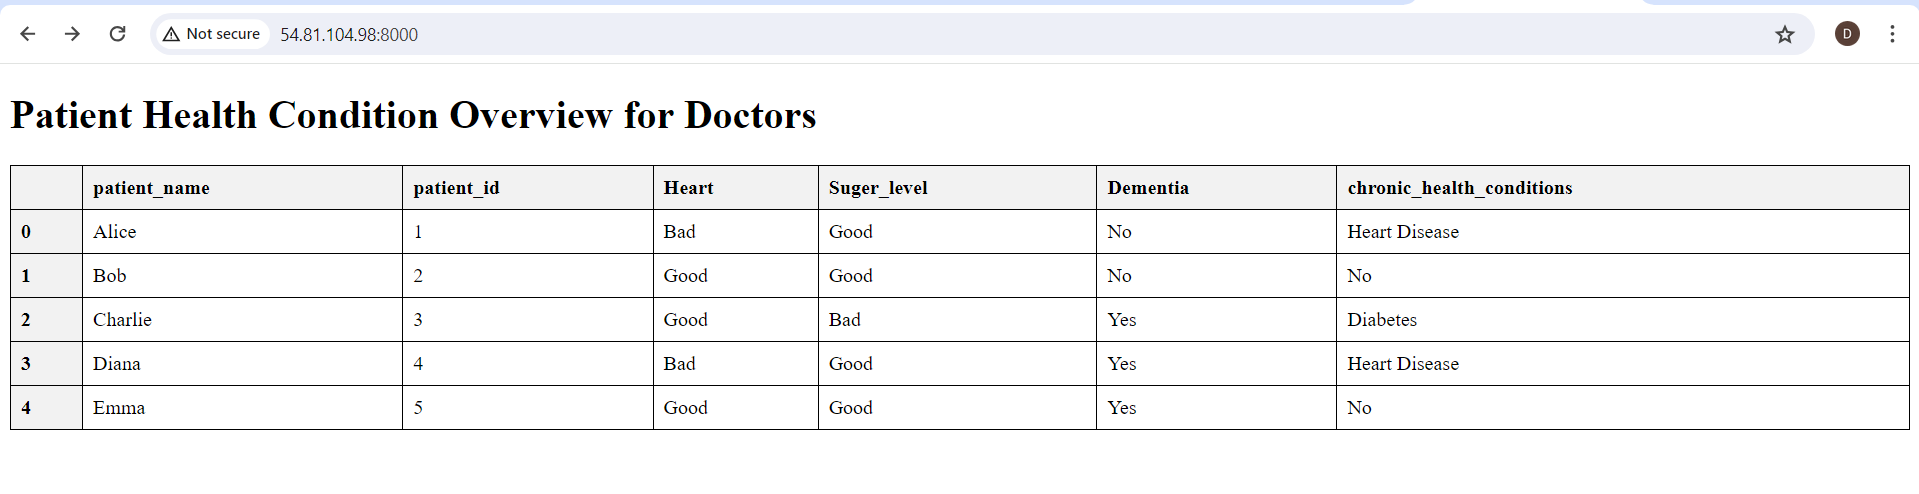 Not secure 54.81.104.98:8000 D
Patient Health Condition Overview for Doctors
patient_name patient_id Heart Suger_level Dementia chronic_health_conditions
0 Alice 1 Bad Good No Heart Disease
1 Bob 2 Good Good No No
2 Charlie 3 Good Bad Yes Diabetes
3 Diana 4 Bad Good Yes Heart Disease
4 Emma 5 Good Good Yes No